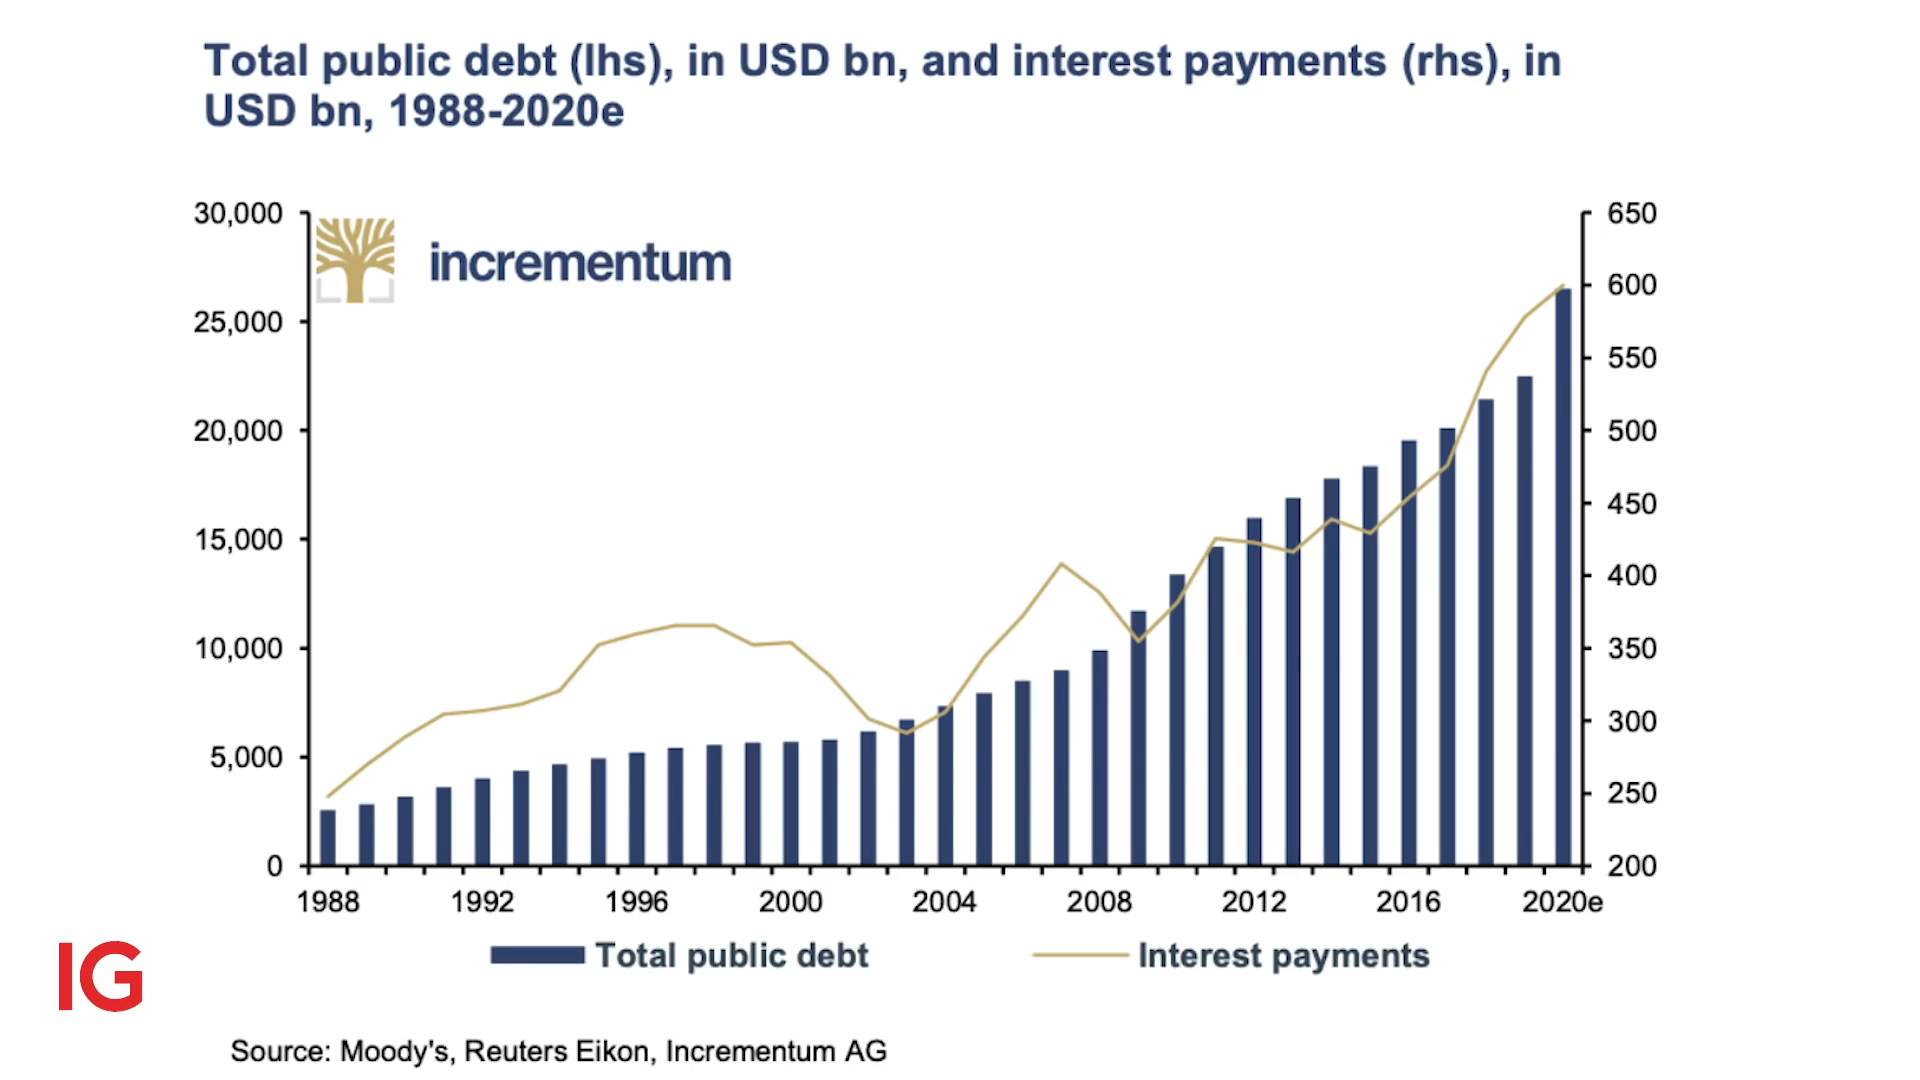 Total public debt (lhs), in USD bn, and interest payments (rhs), in
USD bn, 1988-2020e
incrementum
30,000
25,000
20,000
15,000
10,000
5,000
0
650
600
550
500
450
400
350
300
250
200
1988 1992 1996 2000 2004 2008 2012 2016 2020e
Total public debt Interest payments
IG
Source: Moody's, Reuters Eikon, Incrementum AG